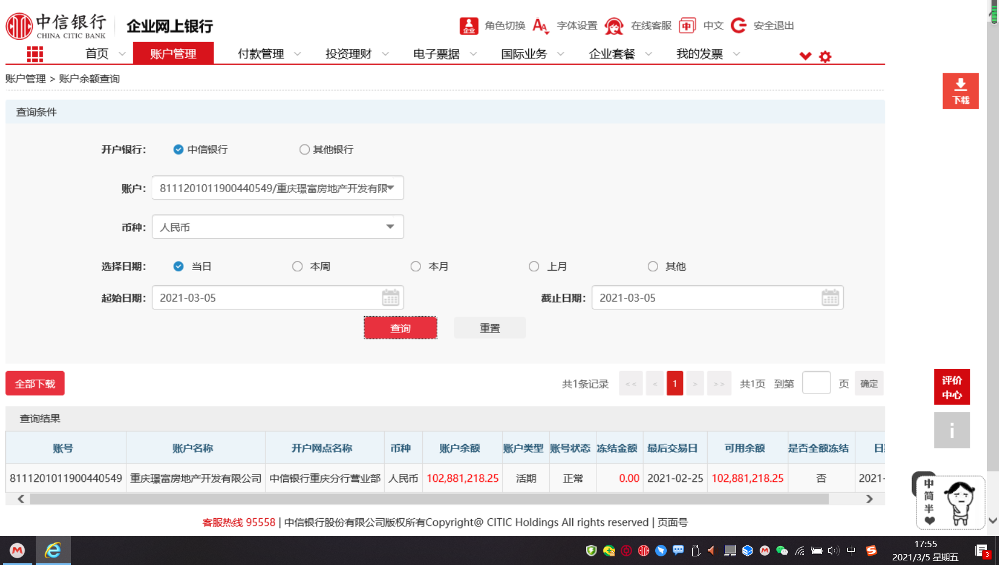 中信银行 CHINA CITIC BANK 企业网上银行
企业 角色切换 字体设置 在线客服 中 中文 安全退出
首页 账户管理 付款管理 投资理财 电子票据 国际业务 企业套餐 我的发票
账户管理 > 账户余额查询
下载
查询条件
开户银行: 中信银行 其他银行
账户: 8111201011900440549/重庆璟富房地产开发有限
币种: 人民币
选择日期: 当日 本周 本月 上月 其他
起始日期: 2021-03-05 截止日期: 2021-03-05
查询 重置
全部下载 共1条记录 << < 1 > >> 共1页 到第 页 确定
评价中心
查询结果
账号 账户名称 开户网点名称 币种 账户余额 账户类型 账号状态 冻结金额 最后交易日 可用余额 是否全额冻结
8111201011900440549 重庆璟富房地产开发有限公司 中信银行重庆分行营业部 人民币 102,881,218.25 活期 正常 0.00 2021-02-25 102,881,218.25 否 2021-
中简半
客服热线 95558 | 中信银行股份有限公司版权所有Copyright@ CITIC Holdings All rights reserved | 页面号
中 17:55
2021/3/5 星期五 3